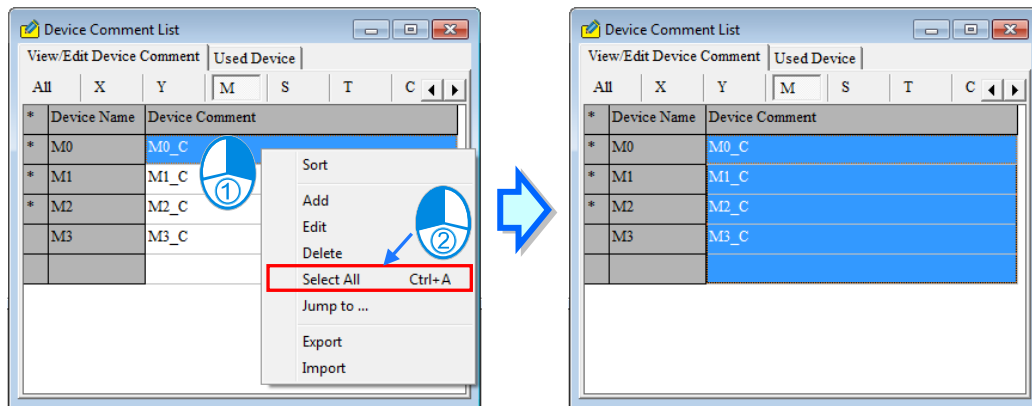 Device Comment List
View/Edit Device Comment Used Device
All X Y M S T C
* Device Name Device Comment
* M0 M0_C
* M1 M1_C
* M2 M2_C
M3 M3_C
①
Sort
Add
Edit
Delete
Select All Ctrl+A
Jump to ...
Export
Import
②
Device Comment List
View/Edit Device Comment Used Device
All X Y M S T C
* Device Name Device Comment
* M0 M0_C
* M1 M1_C
* M2 M2_C
M3 M3_C